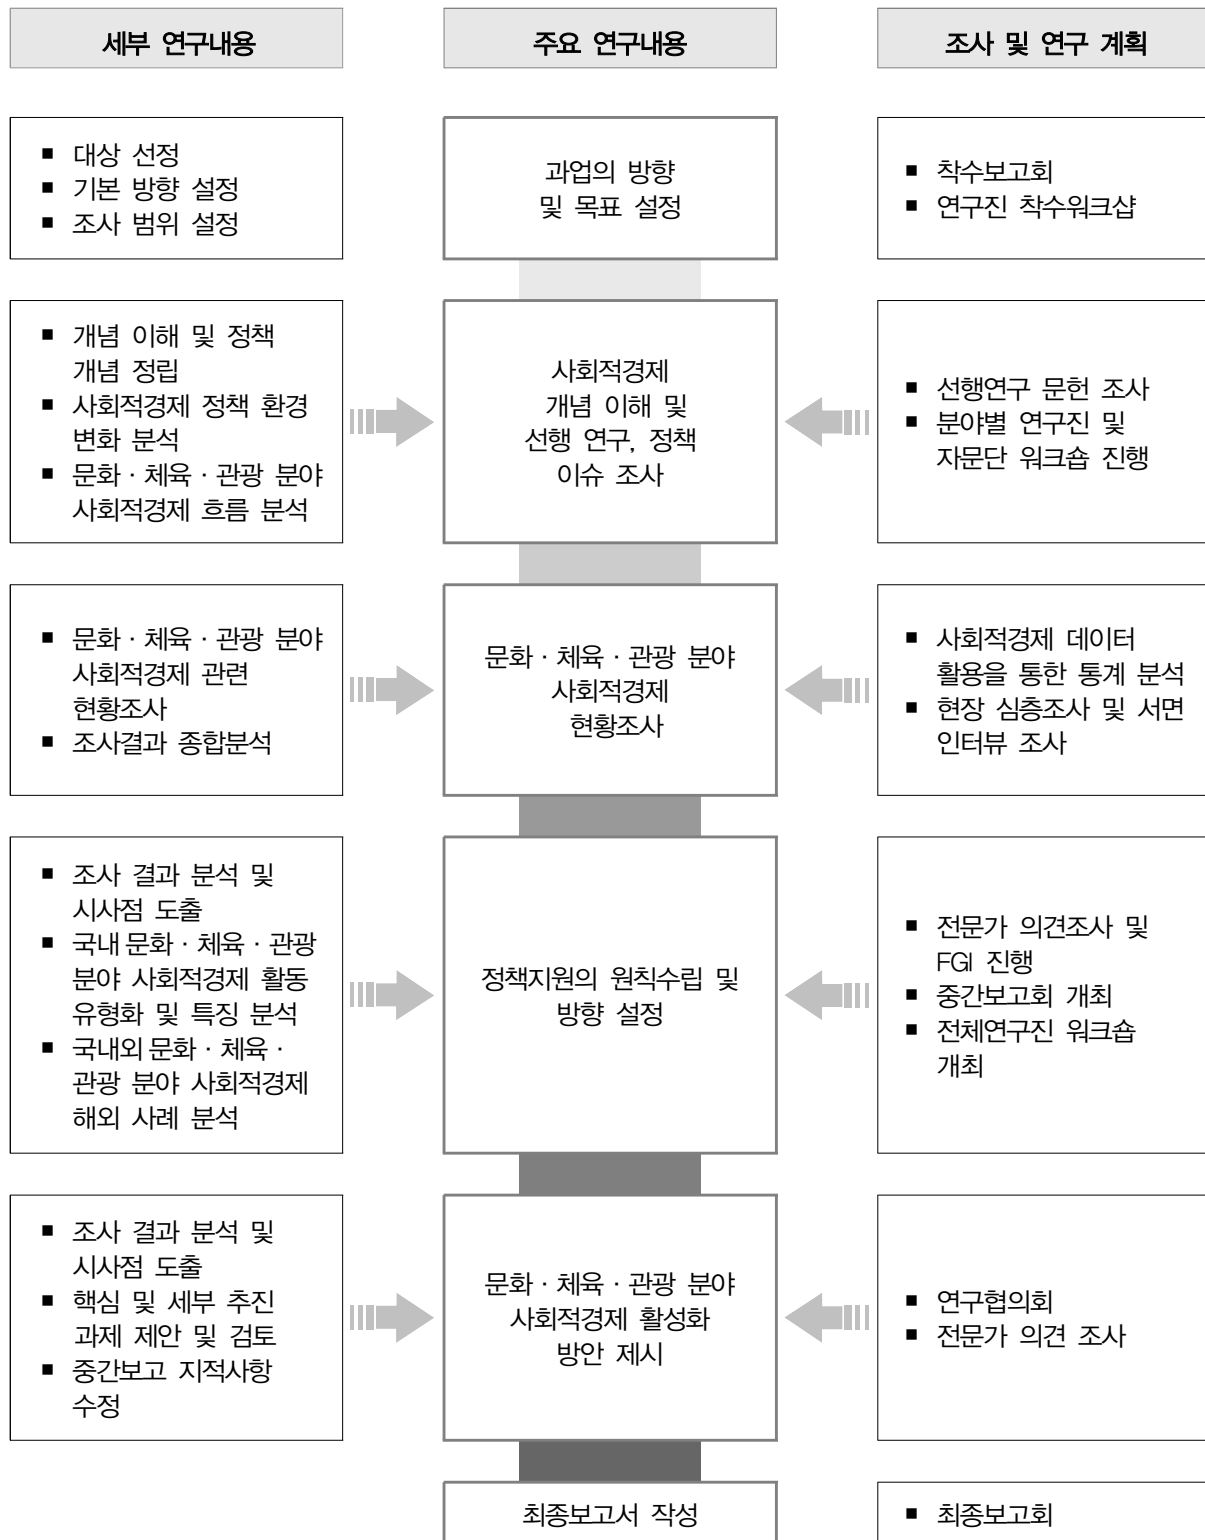 세부 연구내용
주요 연구내용
조사 및 연구 계획
■ 대상 선정
■ 기본 방향 설정
■ 조사 범위 설정
과업의 방향
및 목표 설정
■ 착수보고회
■ 연구진 착수워크샵
■ 개념 이해 및 정책
개념 정립
■ 사회적경제 정책 환경
변화 분석
■ 문화 · 체육 · 관광 분야
사회적경제 흐름 분석
사회적경제
개념 이해 및
선행 연구, 정책
이슈 조사
■ 선행연구 문헌 조사
■ 분야별 연구진 및
자문단 워크숍 진행
■ 문화 · 체육 · 관광 분야
사회적경제 관련
현황조사
■ 조사결과 종합분석
문화 · 체육 · 관광 분야
사회적경제
현황조사
■ 사회적경제 데이터
활용을 통한 통계 분석
■ 현장 심층조사 및 서면
인터뷰 조사
■ 조사 결과 분석 및
시사점 도출
■ 국내 문화 · 체육 · 관광
분야 사회적경제 활동
유형화 및 특징 분석
■ 국내외 문화 · 체육 ·
관광 분야 사회적경제
해외 사례 분석
정책지원의 원칙수립 및
방향 설정
■ 전문가 의견조사 및
FGI 진행
■ 중간보고회 개최
■ 전체연구진 워크숍
개최
■ 조사 결과 분석 및
시사점 도출
■ 핵심 및 세부 추진
과제 제안 및 검토
■ 중간보고 지적사항
수정
문화 · 체육 · 관광 분야
사회적경제 활성화
방안 제시
■ 연구협의회
■ 전문가 의견 조사
최종보고서 작성
■ 최종보고회